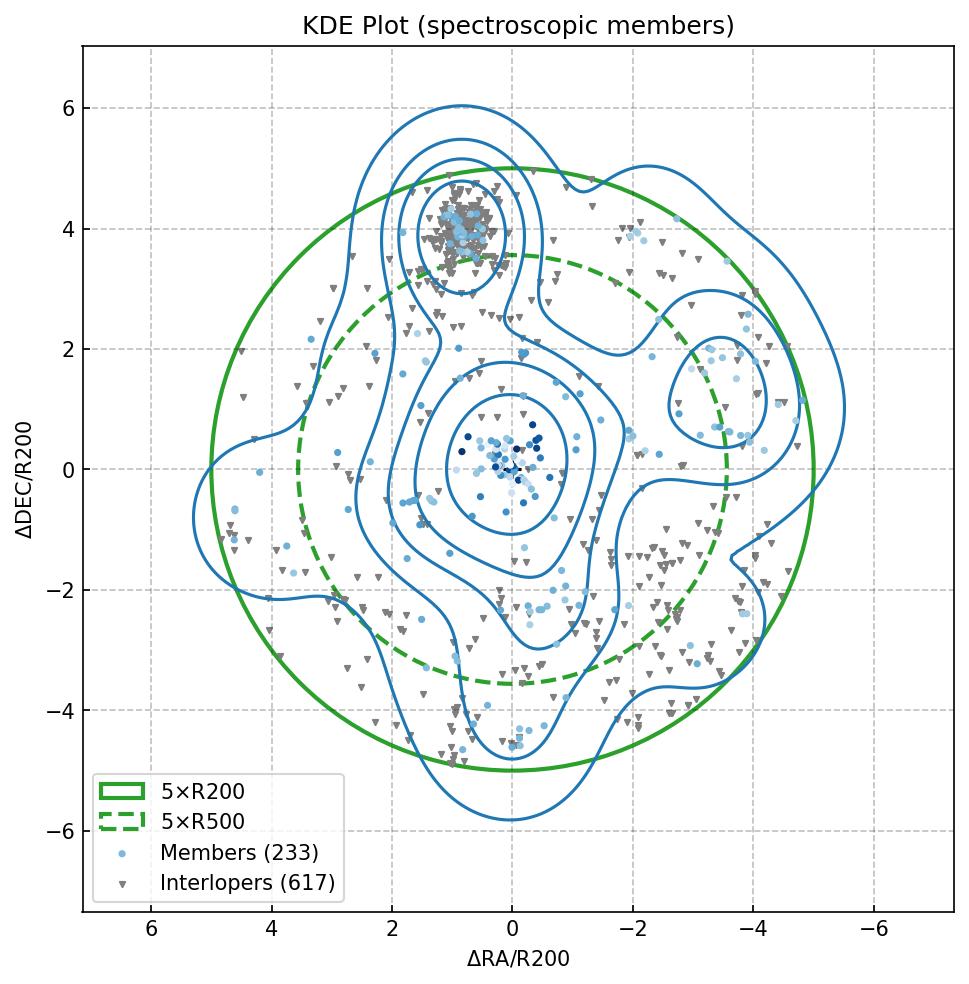 KDE Plot (spectroscopic members)
6
4
2
0
−2
−4
−6
ΔDEC/R200
5×R200
5×R500
Members (233)
Interlopers (617)
6
4
2
0
−2
−4
−6
ΔRA/R200